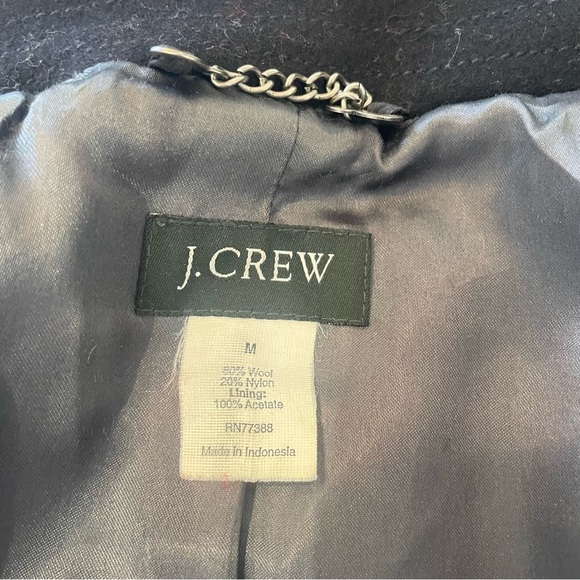 J.CREW
M
80% Wool
20% Nylon
Lining:
100% Acetate
RN77388
Made in Indonesia